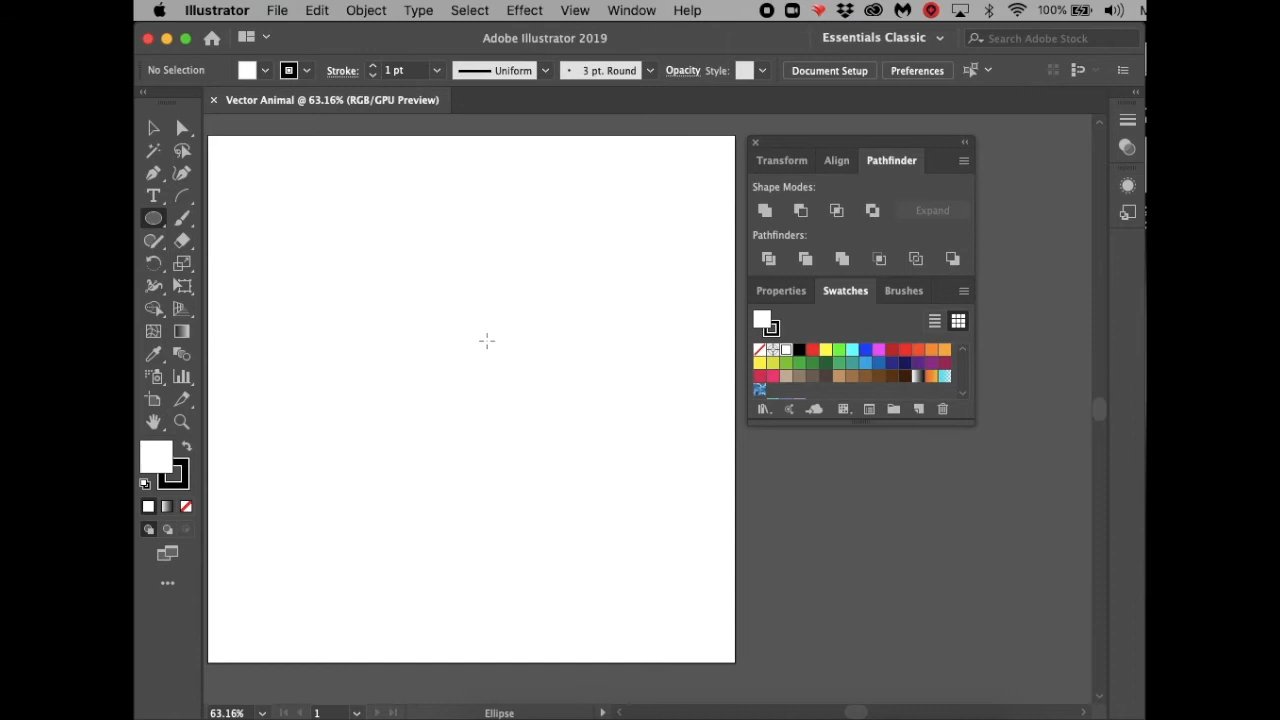 Illustrator File Edit Object Type Select Effect View Window Help 100%
Adobe Illustrator 2019 Essentials Classic Search Adobe Stock
No Selection Stroke: 1 pt Uniform 3 pt. Round Opacity Style: Document Setup Preferences
Vector Animal @ 63.16% (RGB/GPU Preview)
Transform Align Pathfinder
Shape Modes:
Expand
Pathfinders:
Properties Swatches Brushes
63.16% 1 Ellipse